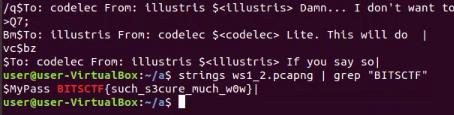 /q$To: codelec From: illustris $<illustris> Damn... I don't want to
>Q7;
Bm$To: illustris From: codelec $<codelec> Lite. This will do  |
vc$bz
$To: codelec From: illustris $<illustris> If you say so|
user@user-VirtualBox:~/a$ strings ws1_2.pcapng | grep "BITSCTF"
$MyPass BITSCTF{such_s3cure_much_w0w}|
user@user-VirtualBox:~/a$